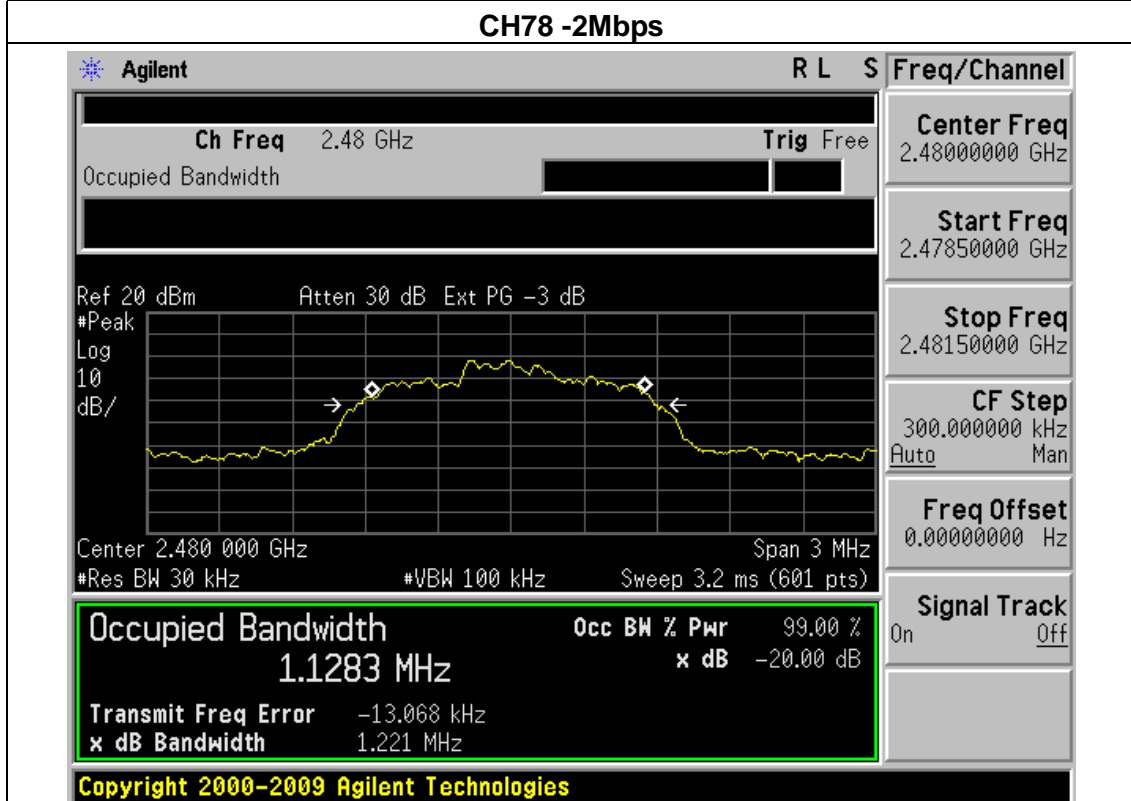 CH78 -2Mbps
Agilent R L S Freq/Channel
Ch Freq 2.48 GHz Trig Free
Occupied Bandwidth
Center Freq
2.48000000 GHz
Start Freq
2.47850000 GHz
Stop Freq
2.48150000 GHz
CF Step
300.000000 kHz
Auto Man
Freq Offset
0.00000000 Hz
Signal Track
On Off
Ref 20 dBm Atten 30 dB Ext PG -3 dB
#Peak
Log
10
dB/
Center 2.480 000 GHz Span 3 MHz
#Res BW 30 kHz #VBW 100 kHz Sweep 3.2 ms (601 pts)
Occupied Bandwidth
1.1283 MHz
Occ BW % Pwr 99.00 %
x dB -20.00 dB
Transmit Freq Error -13.068 kHz
x dB Bandwidth 1.221 MHz
Copyright 2000-2009 Agilent Technologies